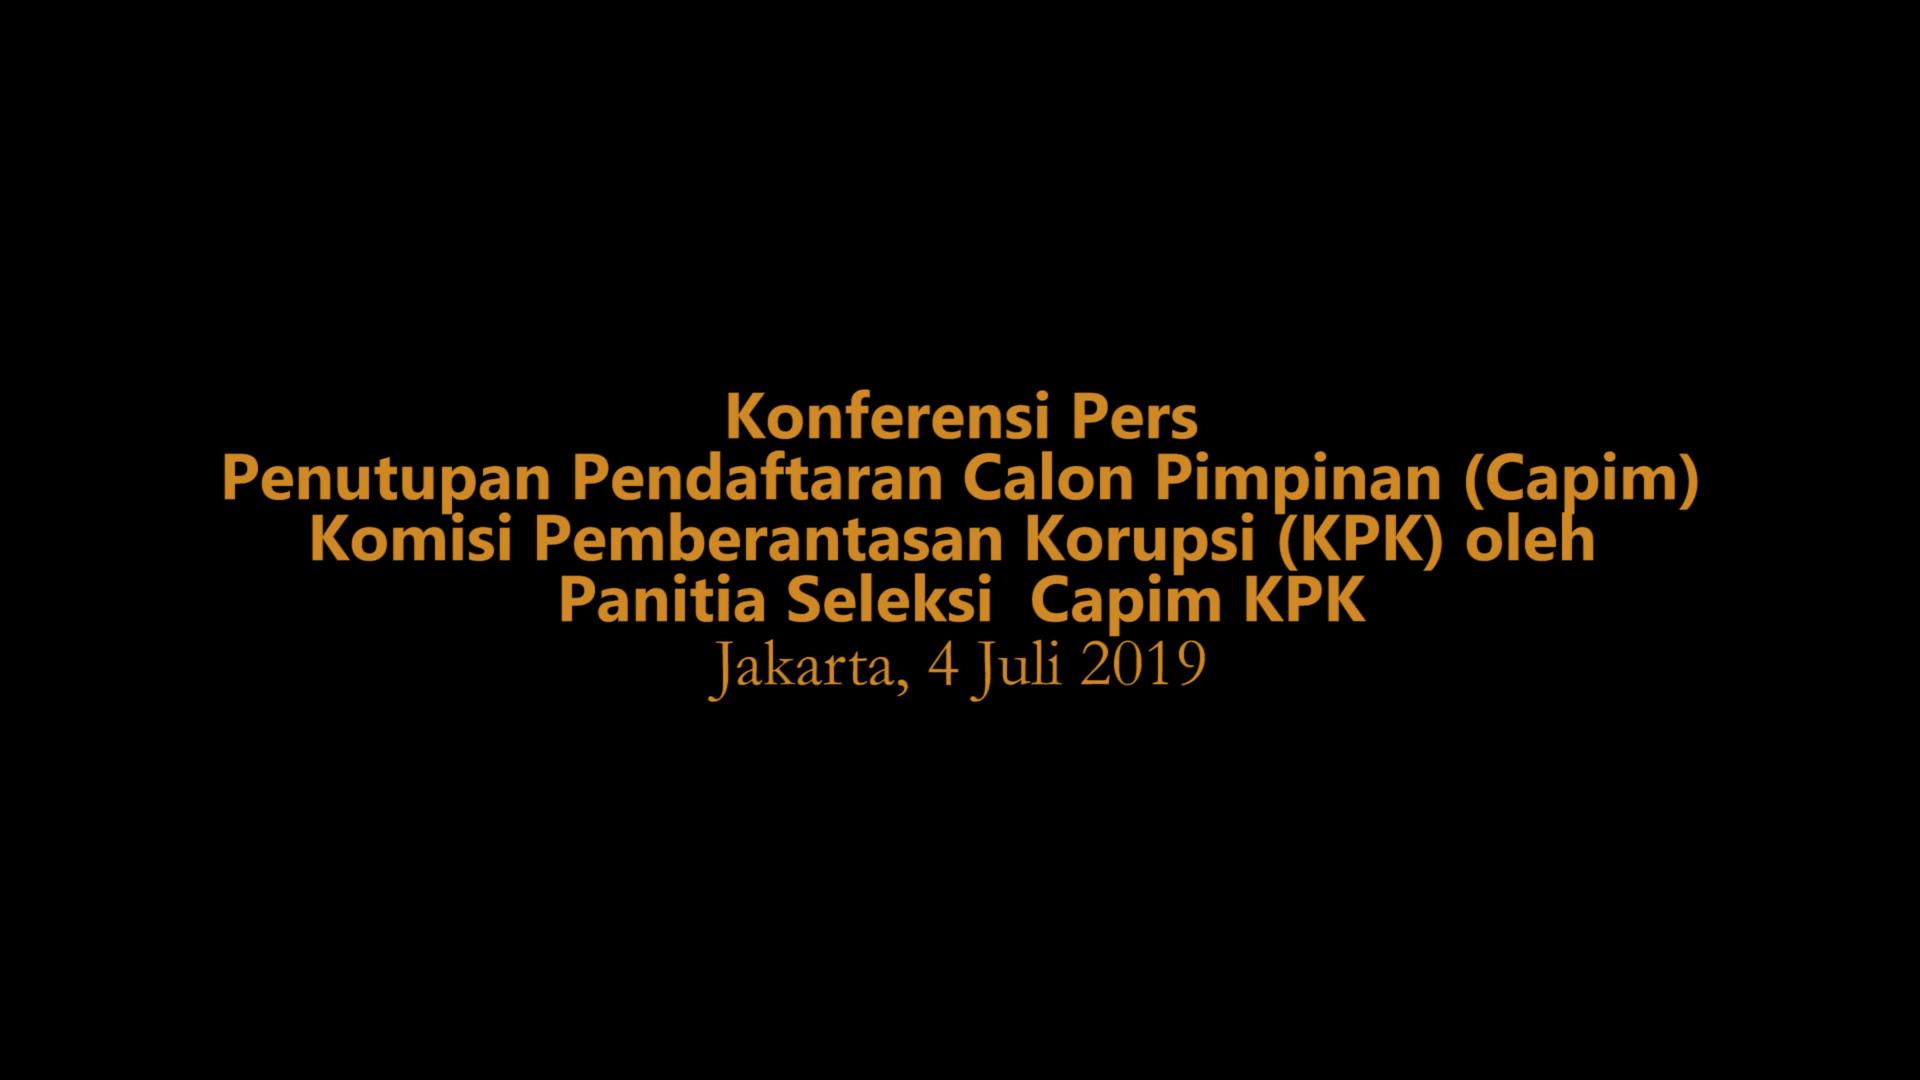 Konferensi Pers
Penutupan Pendaftaran Calon Pimpinan (Capim)
Komisi Pemberantasan Korupsi (KPK) oleh
Panitia Seleksi  Capim KPK
Jakarta, 4 Juli 2019